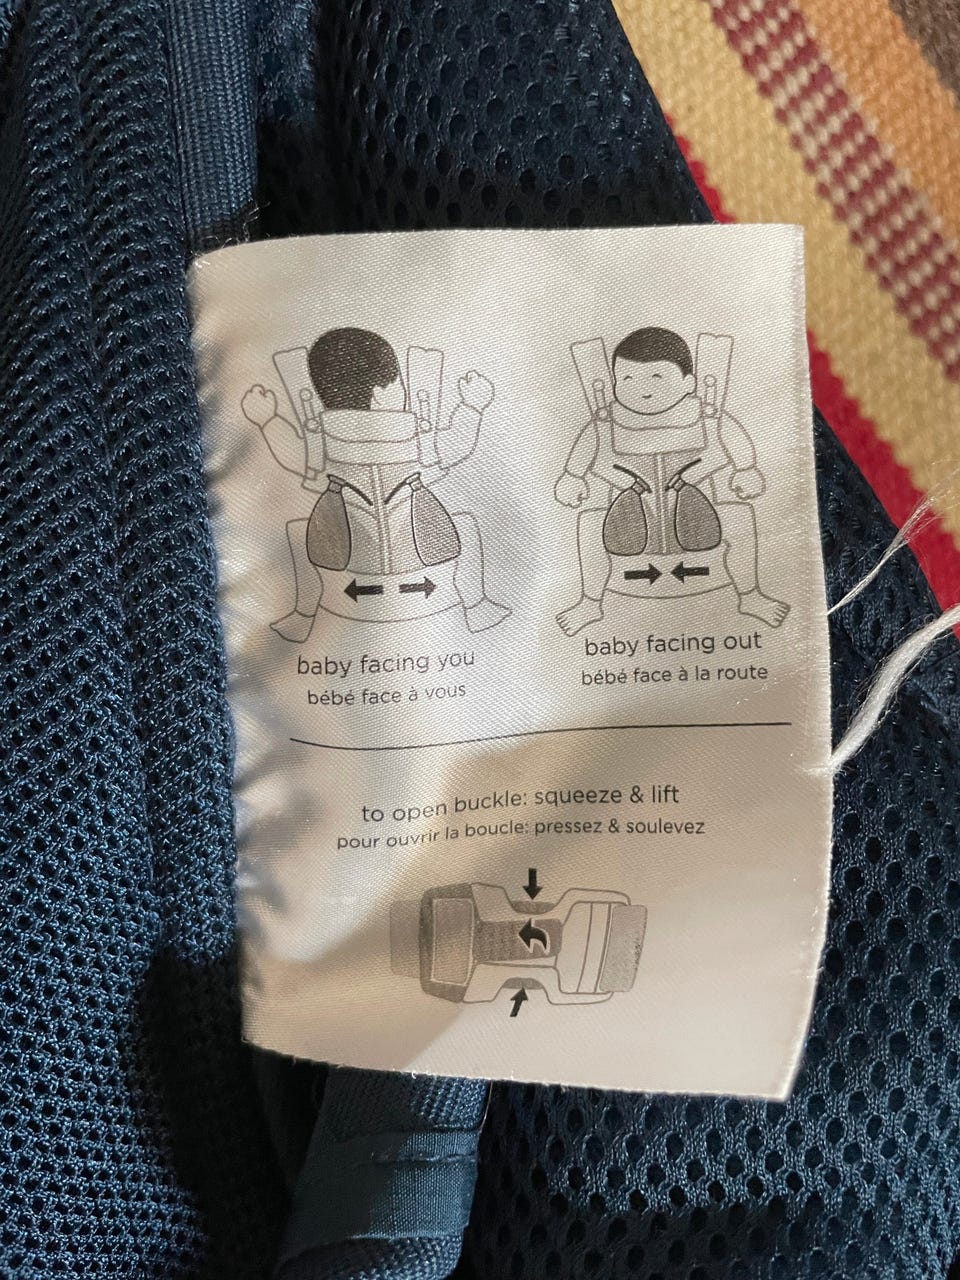 baby facing you
bébé face à vous
baby facing out
bébé face à la route
to open buckle: squeeze & lift
pour ouvrir la boucle: pressez & soulevez